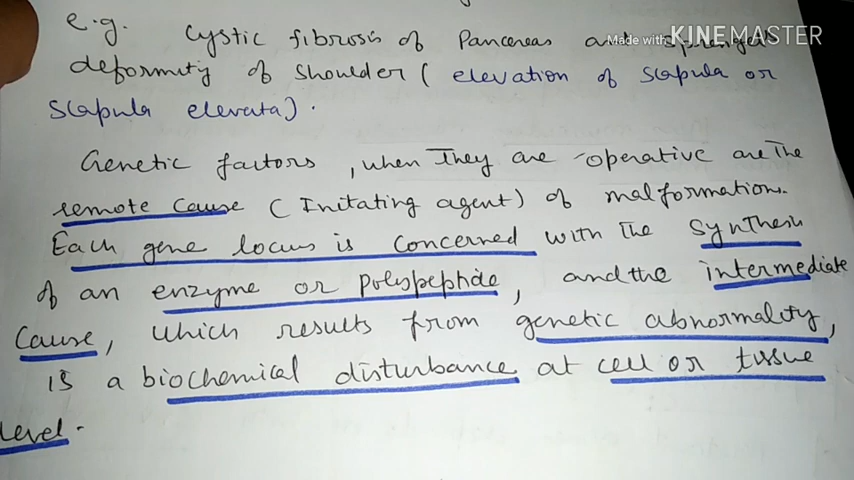 e.g. Cystic fibrosis of Pancreas and
Made with KINEMASTER
deformity of shoulder ( elevation of scapula or
scapula elevata).
Genetic factors, when they are operative are the
remote cause (Initating agent) of malformation.
Each gene locus is concerned with the synthesis
of an enzyme or polypeptide, and the intermediate
cause, which results from genetic abnormality,
is a biochemical disturbance at cell or tissue
level.